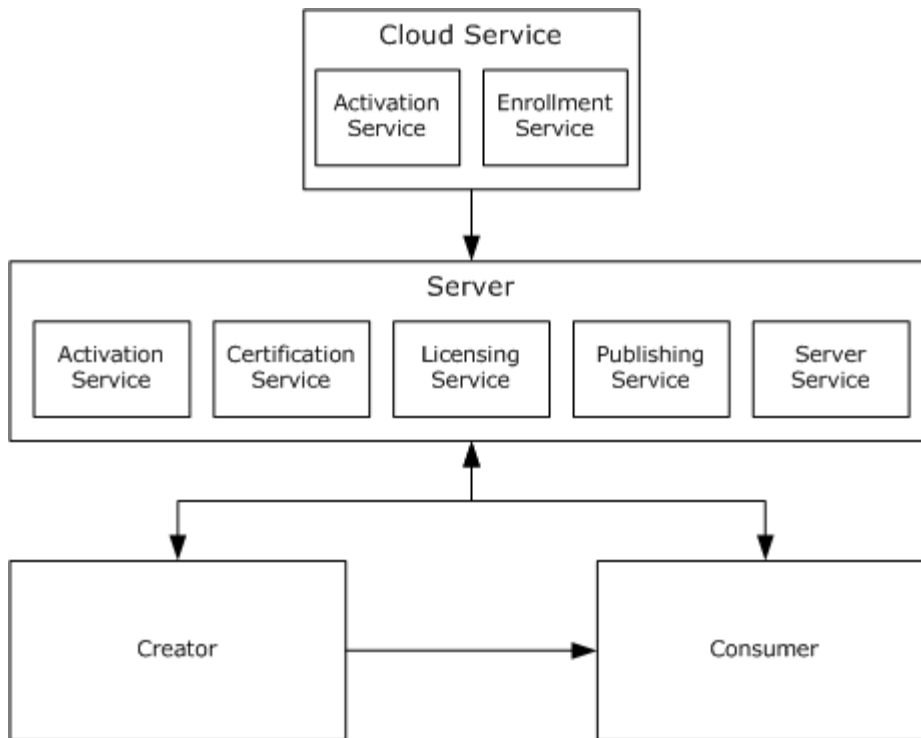 Cloud Service
Activation
Service
Enrollment
Service
Server
Activation
Service
Certification
Service
Licensing
Service
Publishing
Service
Server
Service
Creator
Consumer